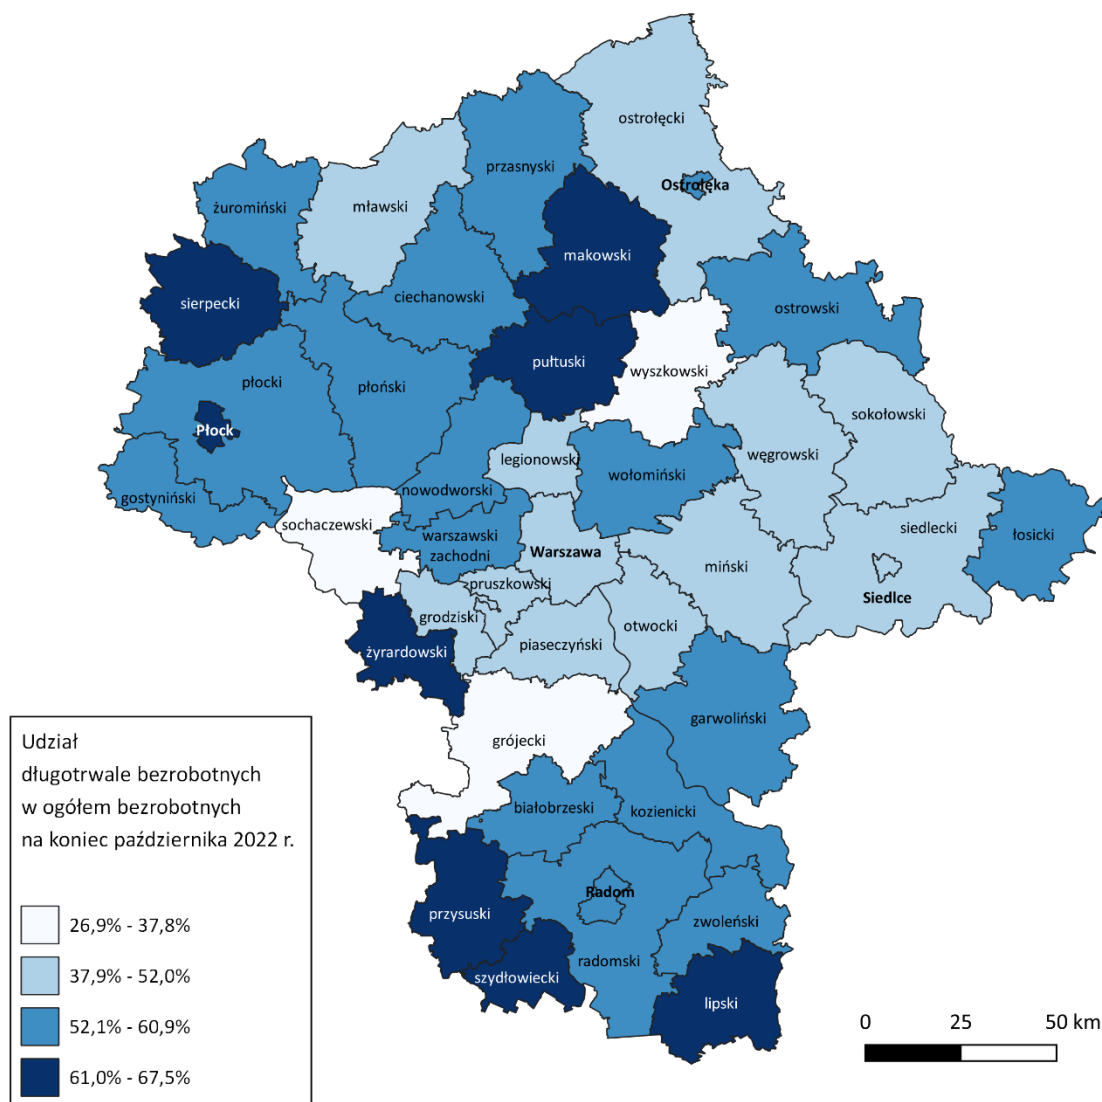 ostrołęcki
przasnyski
Ostrołęka
żuromiński
mławski
makowski
sierpecki
ciechanowski
ostrowski
pułtuski
wyszkowski
płocki
płoński
sokołowski
Płock
legionowski
węgrowski
wołomiński
nowodworski
gostyniński
sochaczewski
siedlecki
warszawski
zachodni
łosicki
Warszawa
miński
pruszkowski
Siedlce
grodziski
otwocki
piaseczyński
żyrardowski
garwoliński
grójecki
białobrzeski
kozienicki
Radom
przysuski
zwoleński
radomski
szydłowiecki
lipski
Udział
długotrwale bezrobotnych
w ogółem bezrobotnych
na koniec października 2022 r.
26,9% - 37,8%
37,9% - 52,0%
52,1% - 60,9%
61,0% - 67,5%
0 25 50 km